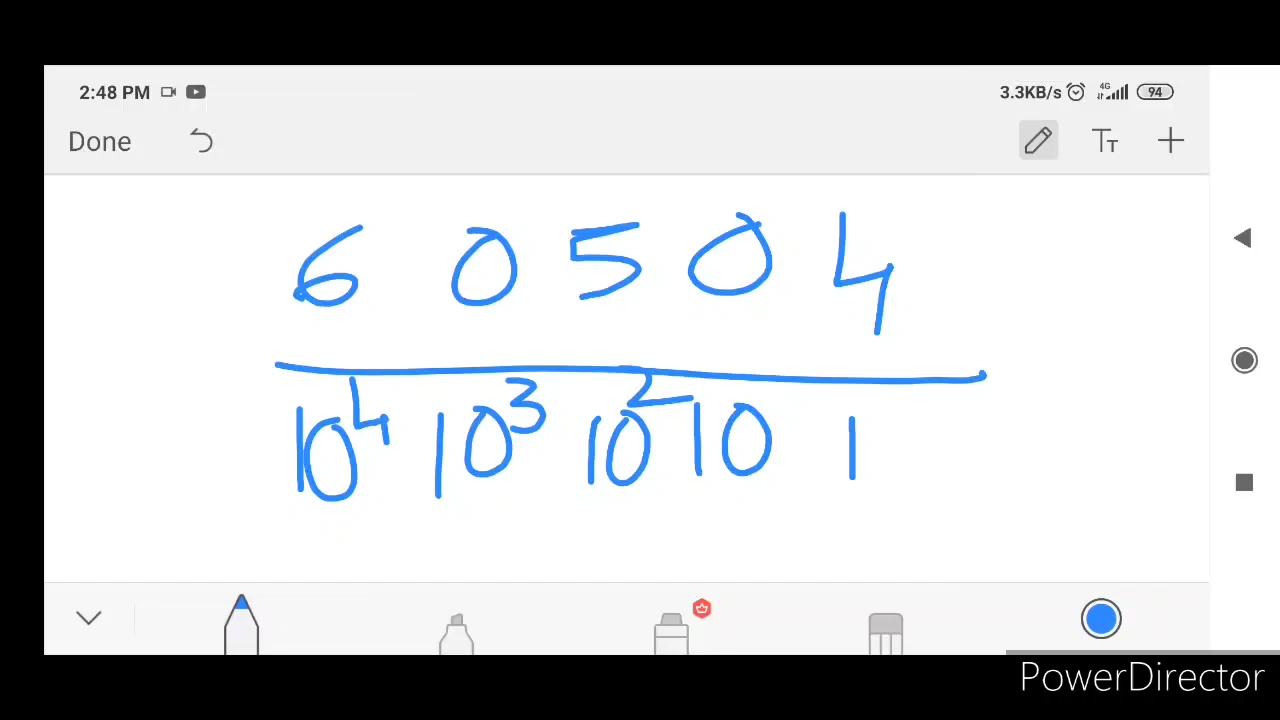 2:48 PM 3.3KB/s 4G 94
Done Tт
6 0 5 0 4
10⁴ 10³ 10² 10 1
PowerDirector